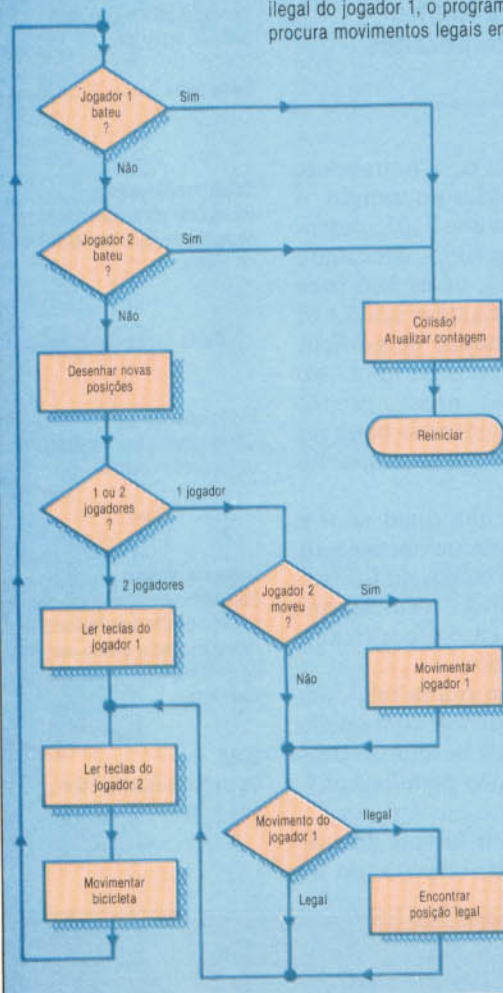 ilegal do jogador 1, o program
procura movimentos legais em
Jogador 1
bateu
?
Sim
Não
Jogador 2
bateu
?
Sim
Não
Colisão!
Atualizar contagem
Desenhar novas
posições
Reiniciar
1 ou 2
jogadores
?
1 jogador
2 jogadores
Jogador 2
moveu
?
Sim
Não
Ler teclas do
jogador 1
Movimentar
jogador 1
Ler teclas do
jogador 2
Movimento do
jogador 1
Ilegal
Legal
Movimentar
bicicleta
Encontrar
posição legal